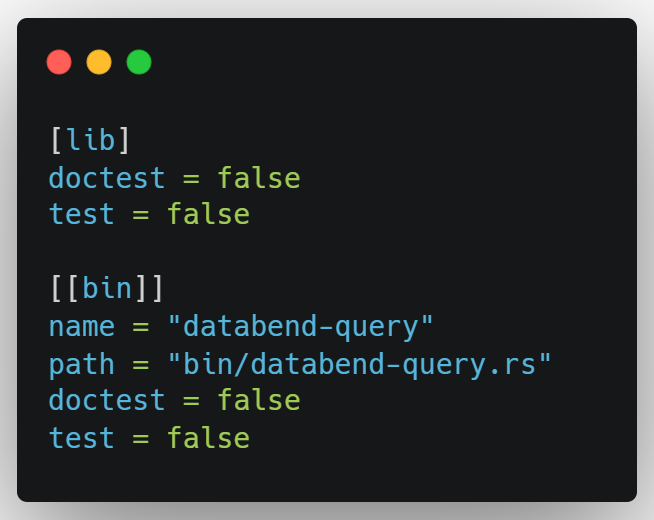 [lib]
doctest = false
test = false
[[bin]]
name = "databend-query"
path = "bin/databend-query.rs"
doctest = false
test = false